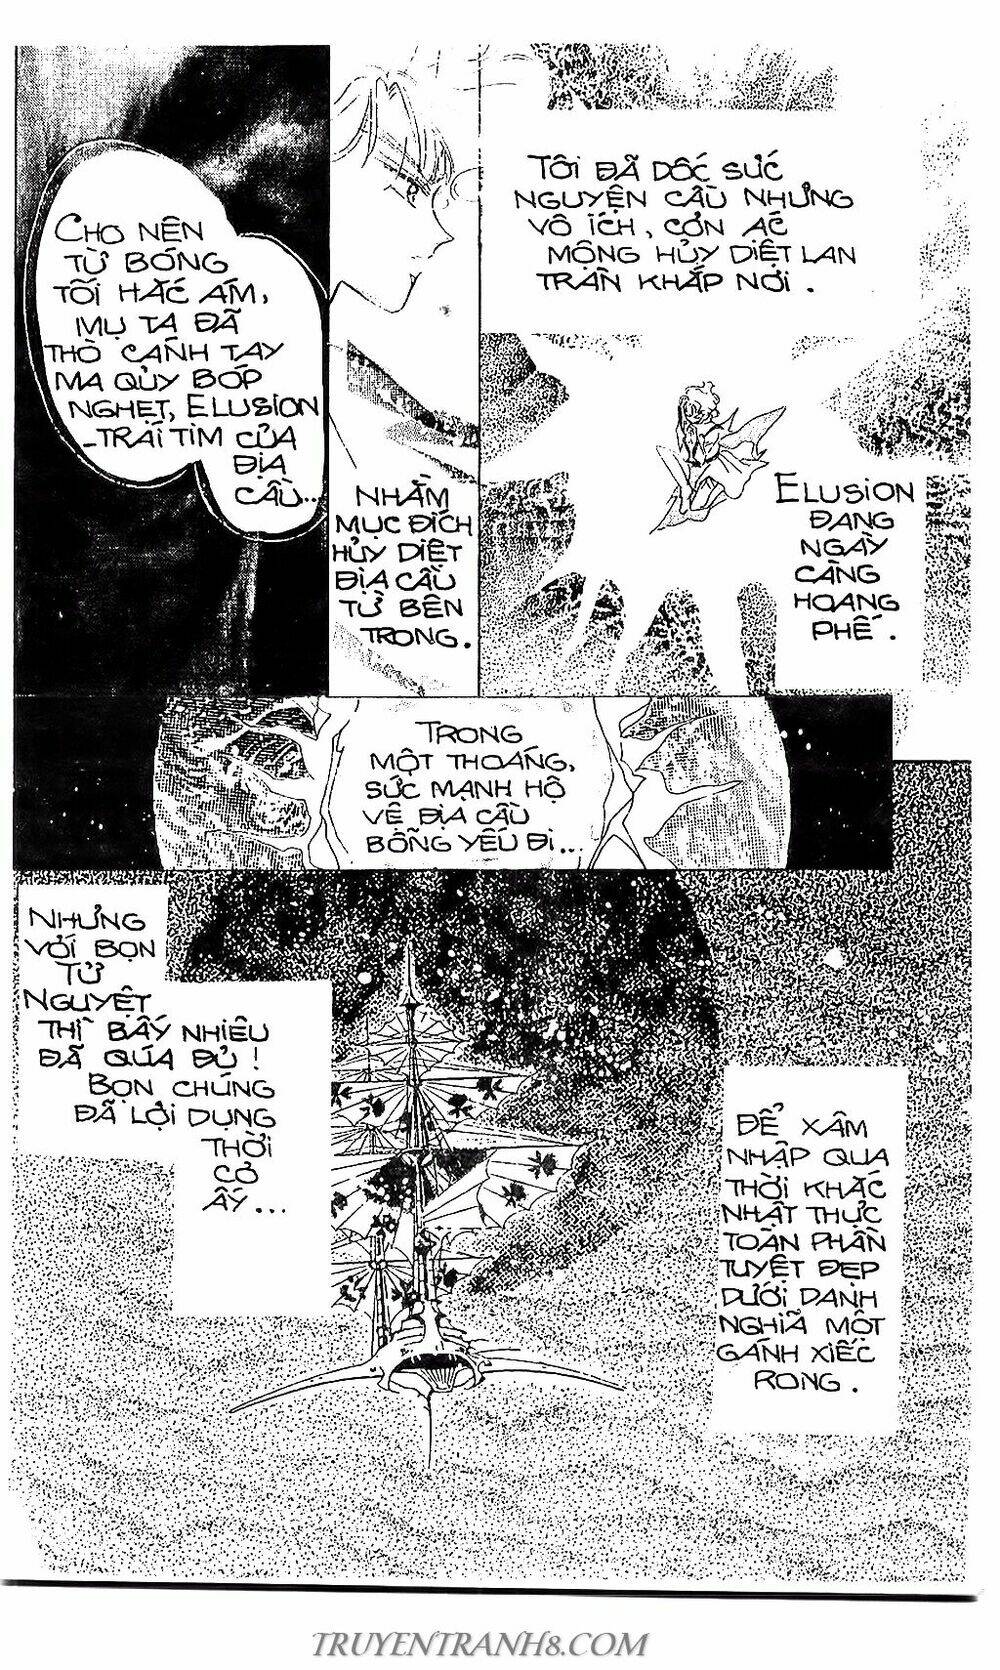 CHO NÊN
TỪ BÓNG
TỐI HẮC ÁM,
MỤ TA ĐÃ
THÒ CÁNH TAY
MA QỦY BÓP
NGHẸT, ELUSION
-TRÁI TIM CỦA
ĐỊA
CẦU...
NHẰM
MỤC ĐÍCH
HỦY DIỆT
ĐỊA CẦU
TỪ BÊN
TRONG.
TÔI ĐÃ DỐC SỨC
NGUYỆN CẦU NHƯNG
VÔ ÍCH, CƠN ÁC
MỘNG HỦY DIỆT LAN
TRÀN KHẮP NƠI.
ELUSION
ĐANG
NGÀY
CÀNG
HOANG
PHẾ.
TRONG
MỘT THOÁNG,
SỨC MẠNH HỘ
VỆ ĐỊA CẦU
BỖNG YẾU ĐI...
NHƯNG
VỚI BỌN
TỬ
NGUYỆT
THÌ BẤY NHIÊU
ĐÃ QÚA ĐỦ!
BỌN CHÚNG
ĐÃ LỢI DỤNG
THỜI
CƠ
ẤY...
ĐỂ XÂM
NHẬP QUA
THỜI KHẮC
NHẬT THỰC
TOÀN PHẦN
TUYỆT ĐẸP
DƯỚI DANH
NGHĨA MỘT
GÁNH XIẾC
RONG.
TRUYENTRANH8.COM